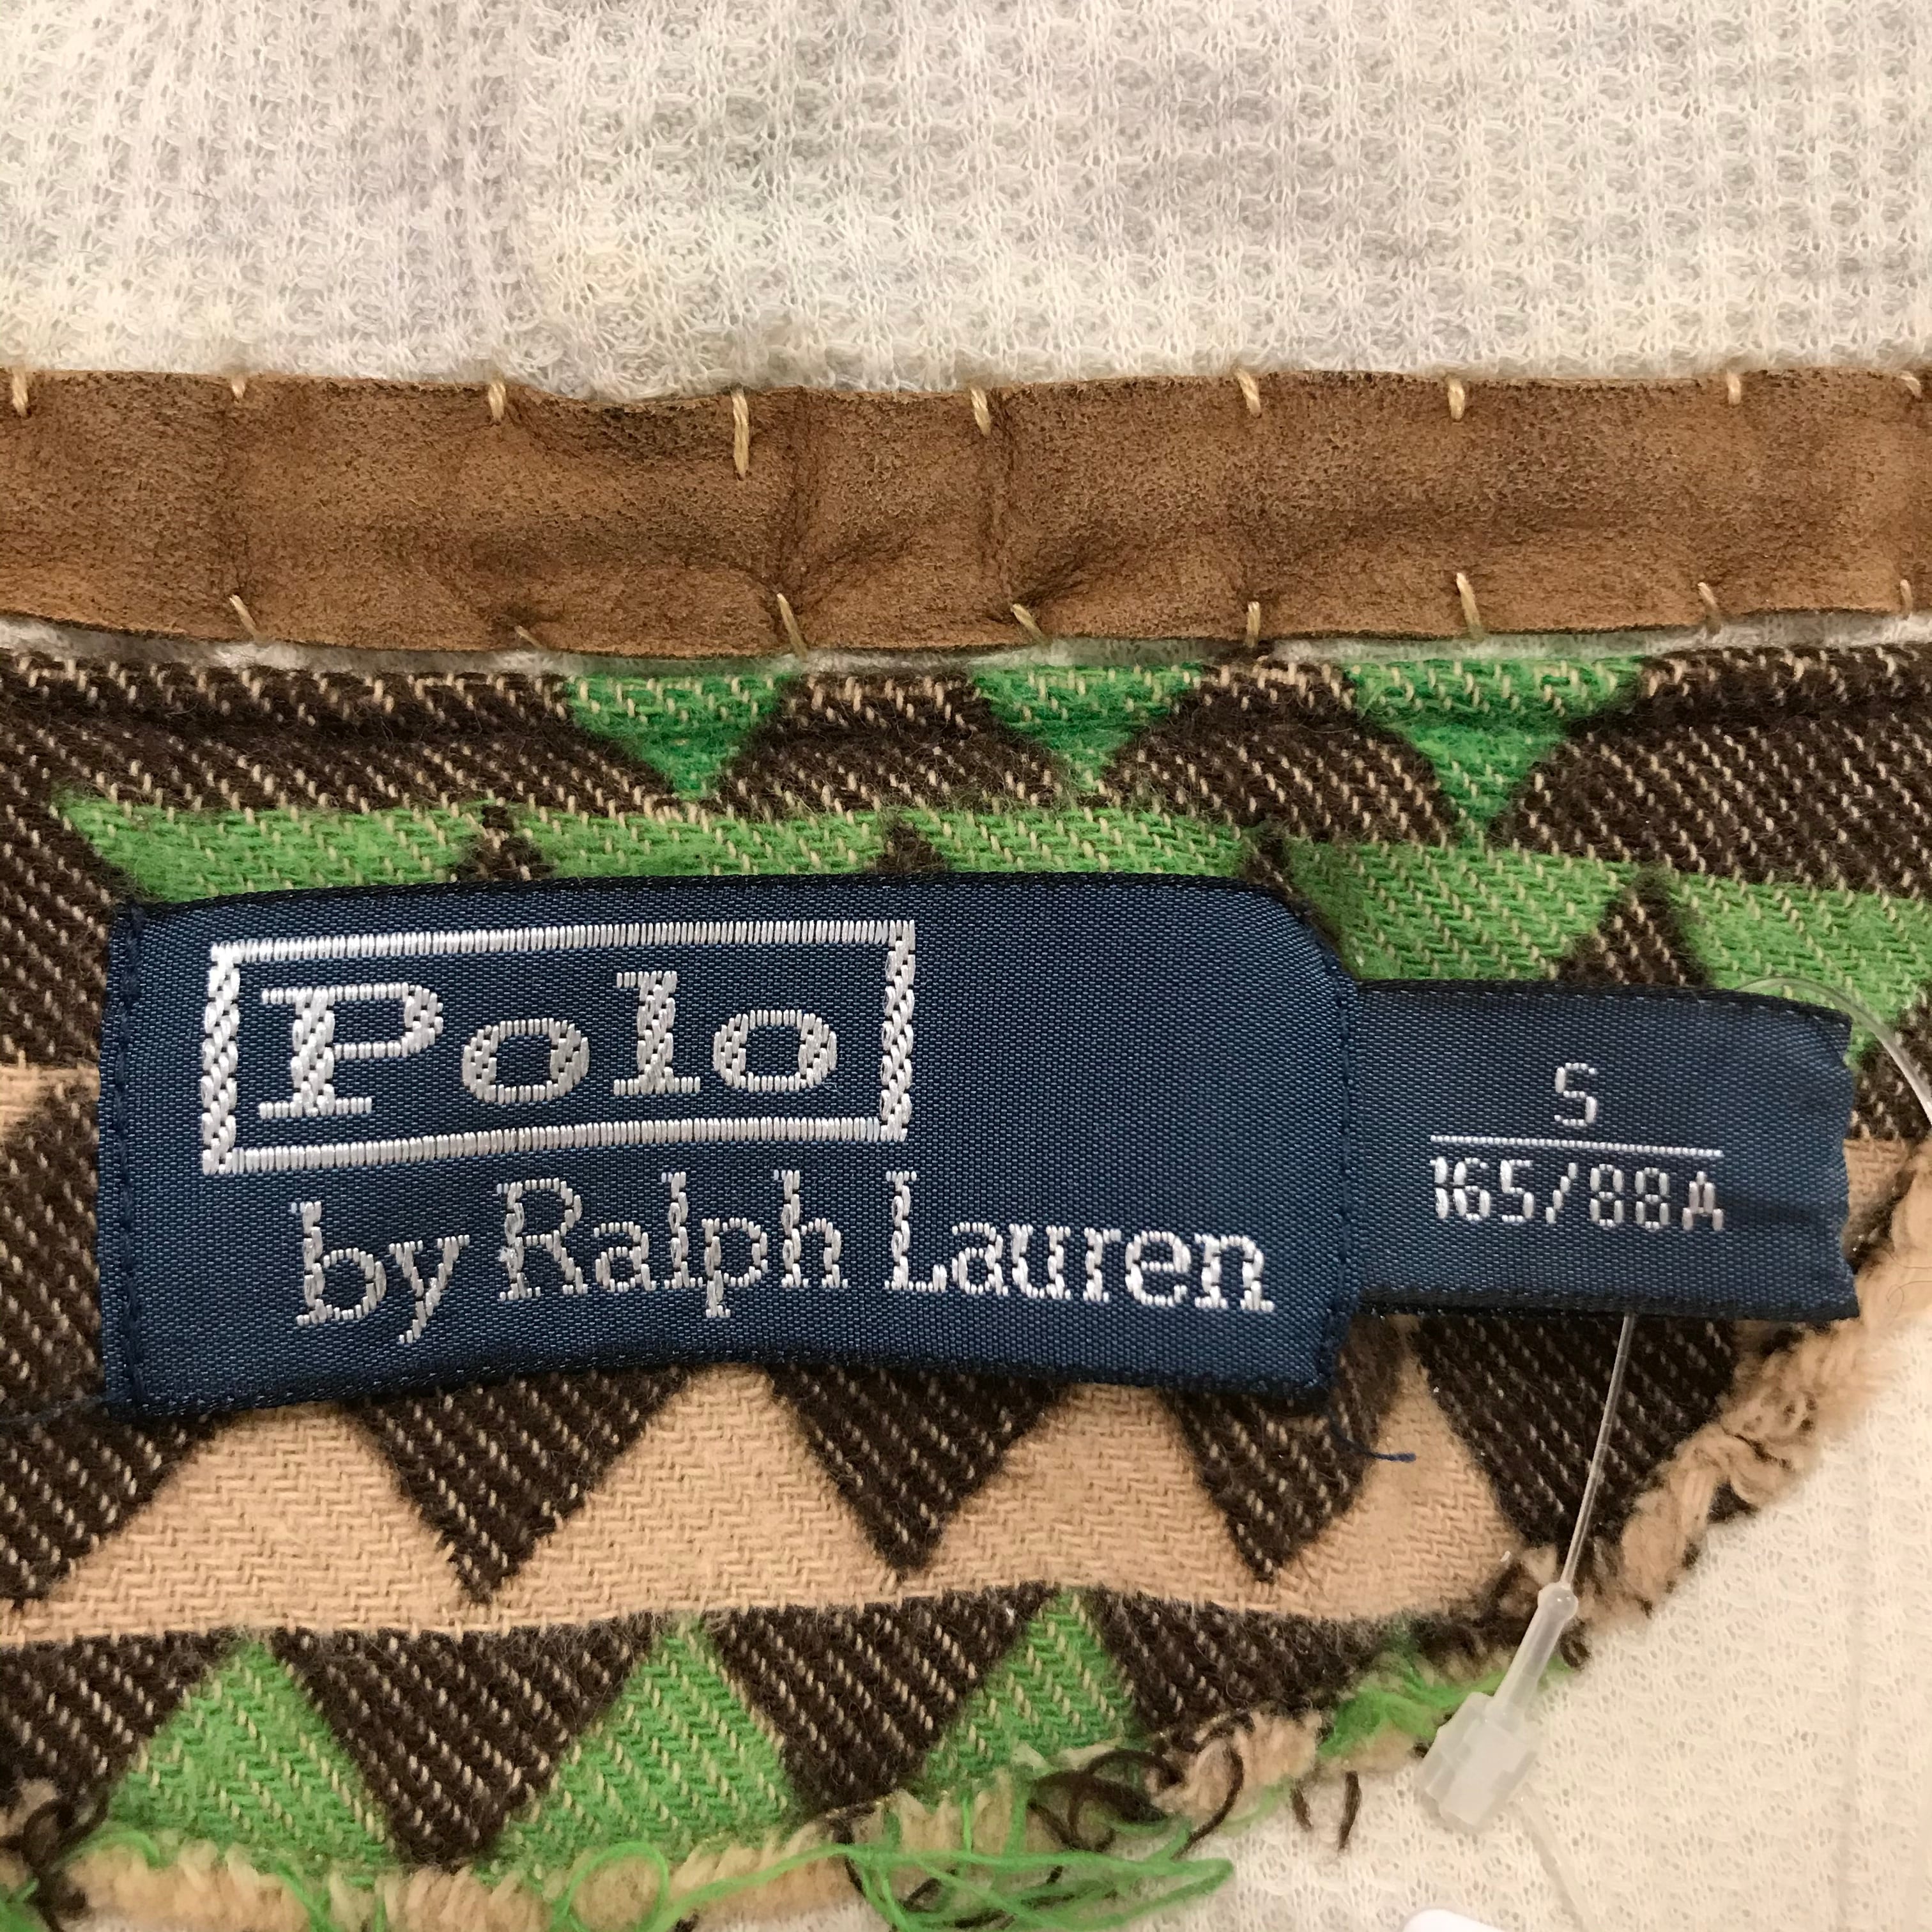 Polo
by Ralph Lauren
S
165/88A